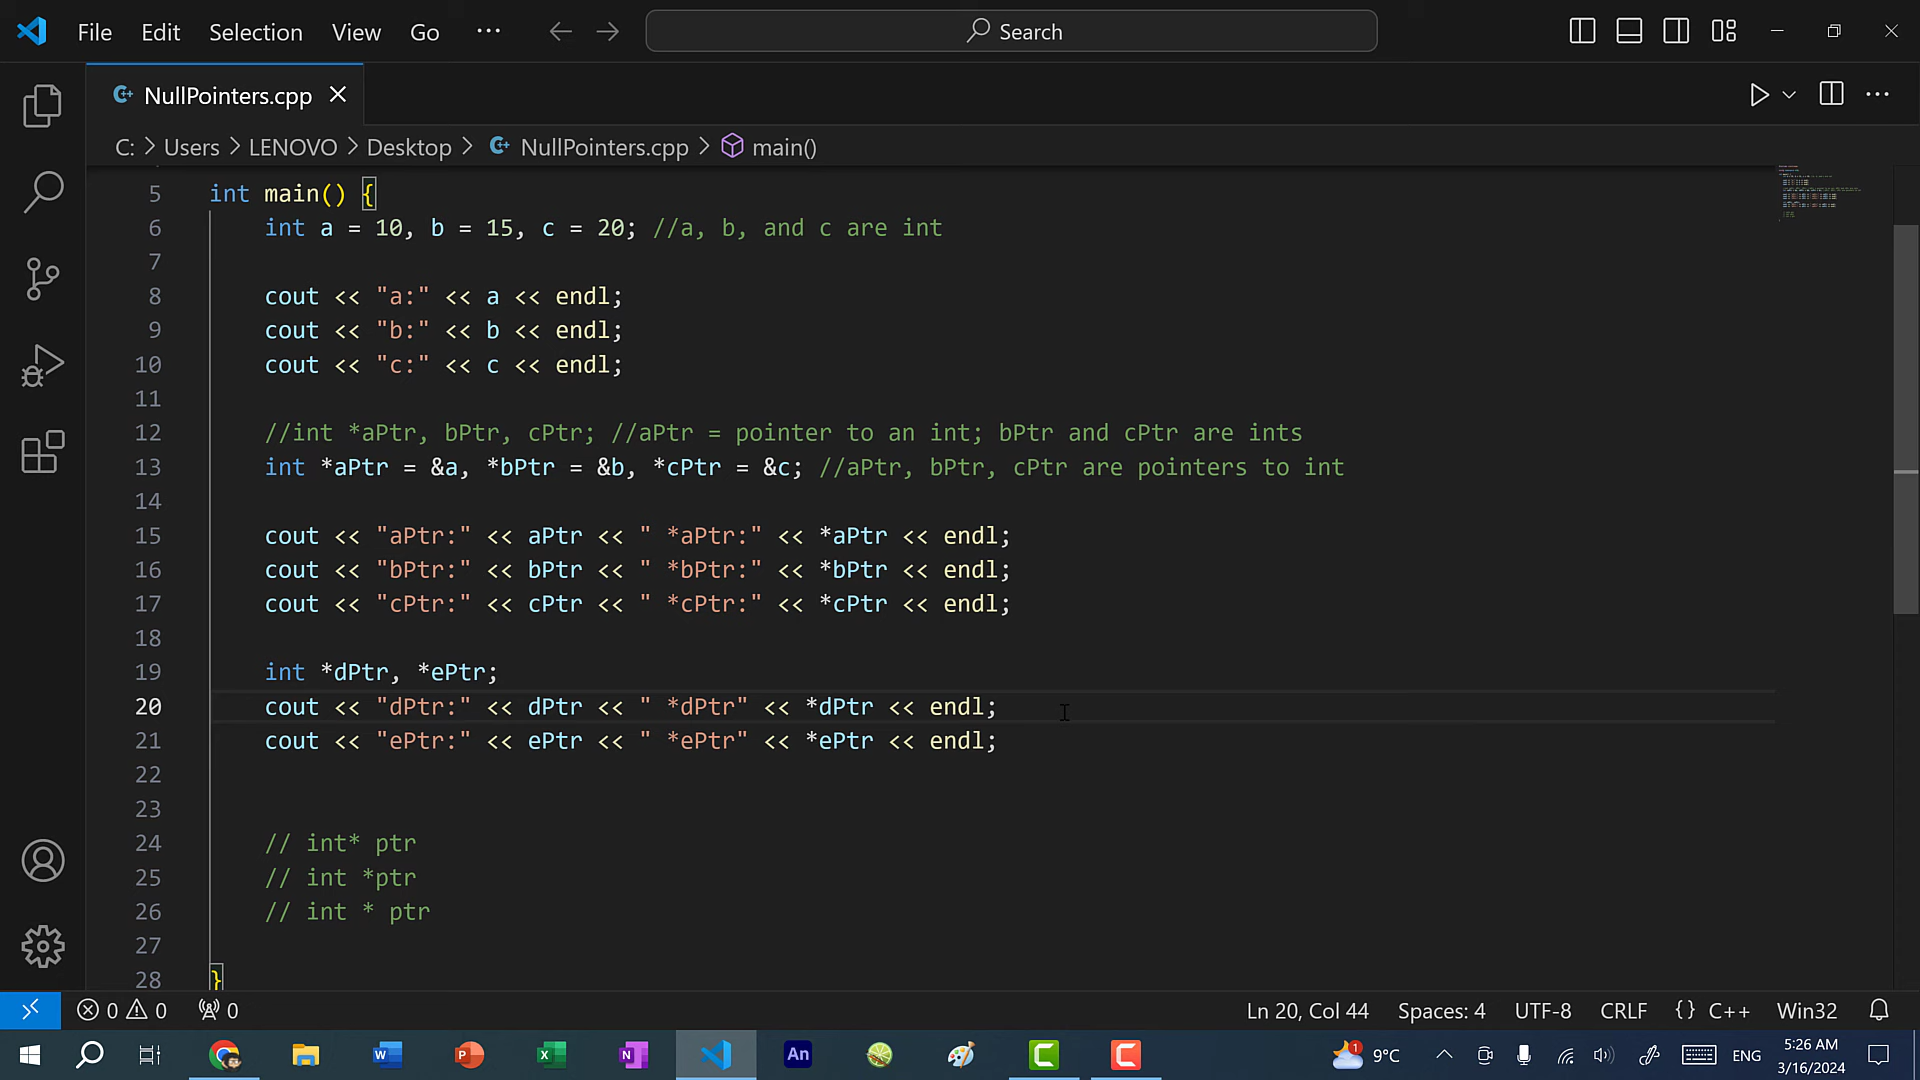 File Edit Selection View Go ··· Search
NullPointers.cpp
C: > Users > LENOVO > Desktop > NullPointers.cpp > main()
5 int main() {
6 int a = 10, b = 15, c = 20; //a, b, and c are int
7
8 cout << "a:" << a << endl;
9 cout << "b:" << b << endl;
10 cout << "c:" << c << endl;
11
12 //int *aPtr, bPtr, cPtr; //aPtr = pointer to an int; bPtr and cPtr are ints
13 int *aPtr = &a, *bPtr = &b, *cPtr = &c; //aPtr, bPtr, cPtr are pointers to int
14
15 cout << "aPtr:" << aPtr << " *aPtr:" << *aPtr << endl;
16 cout << "bPtr:" << bPtr << " *bPtr:" << *bPtr << endl;
17 cout << "cPtr:" << cPtr << " *cPtr:" << *cPtr << endl;
18
19 int *dPtr, *ePtr;
20 cout << "dPtr:" << dPtr << " *dPtr" << *dPtr << endl;
21 cout << "ePtr:" << ePtr << " *ePtr" << *ePtr << endl;
22
23
24 // int* ptr
25 // int *ptr
26 // int * ptr
27
28 }
0 0 0 Ln 20, Col 44 Spaces: 4 UTF-8 CRLF {} C++ Win32
W P X N An C C 1 9°C ENG 5:26 AM
3/16/2024